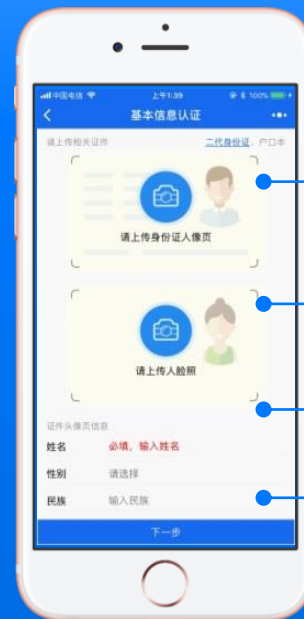 中国电信 上午1:39 100%
基本信息认证
请上传相关证件 二代身份证、户口本
请上传身份证人像页
请上传人脸照
证件头像页信息
姓名 必填，输入姓名
性别 请选择
民族 输入民族
下一步